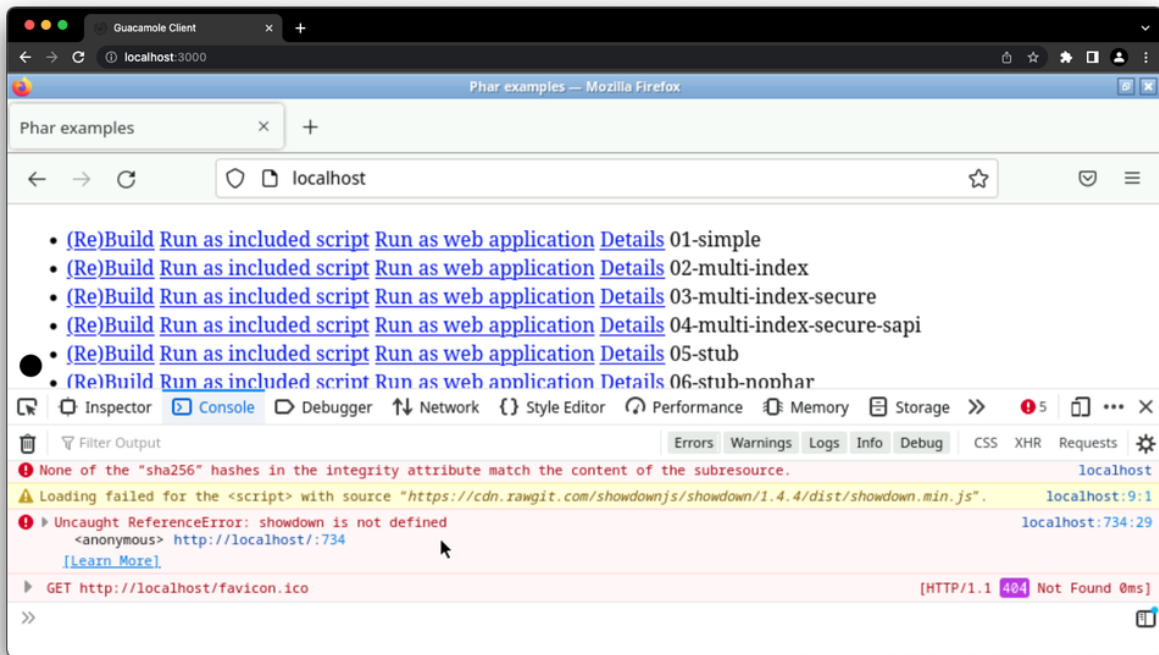 Guacamole Client
localhost:3000
Phar examples — Mozilla Firefox
Phar examples
localhost
(Re)Build Run as included script Run as web application Details 01-simple
(Re)Build Run as included script Run as web application Details 02-multi-index
(Re)Build Run as included script Run as web application Details 03-multi-index-secure
(Re)Build Run as included script Run as web application Details 04-multi-index-secure-sapi
(Re)Build Run as included script Run as web application Details 05-stub
(Re)Build Run as included script Run as web application Details 06-stub-nophar
Inspector Console Debugger Network {} Style Editor Performance Memory Storage 5
Filter Output Errors Warnings Logs Info Debug CSS XHR Requests
None of the “sha256” hashes in the integrity attribute match the content of the subresource. localhost
Loading failed for the <script> with source “https://cdn.rawgit.com/showdownjs/showdown/1.4.4/dist/showdown.min.js”. localhost:9:1
Uncaught ReferenceError: showdown is not defined localhost:734:29
<anonymous> http://localhost/:734
[Learn More]
GET http://localhost/favicon.ico [HTTP/1.1 404 Not Found 0ms]